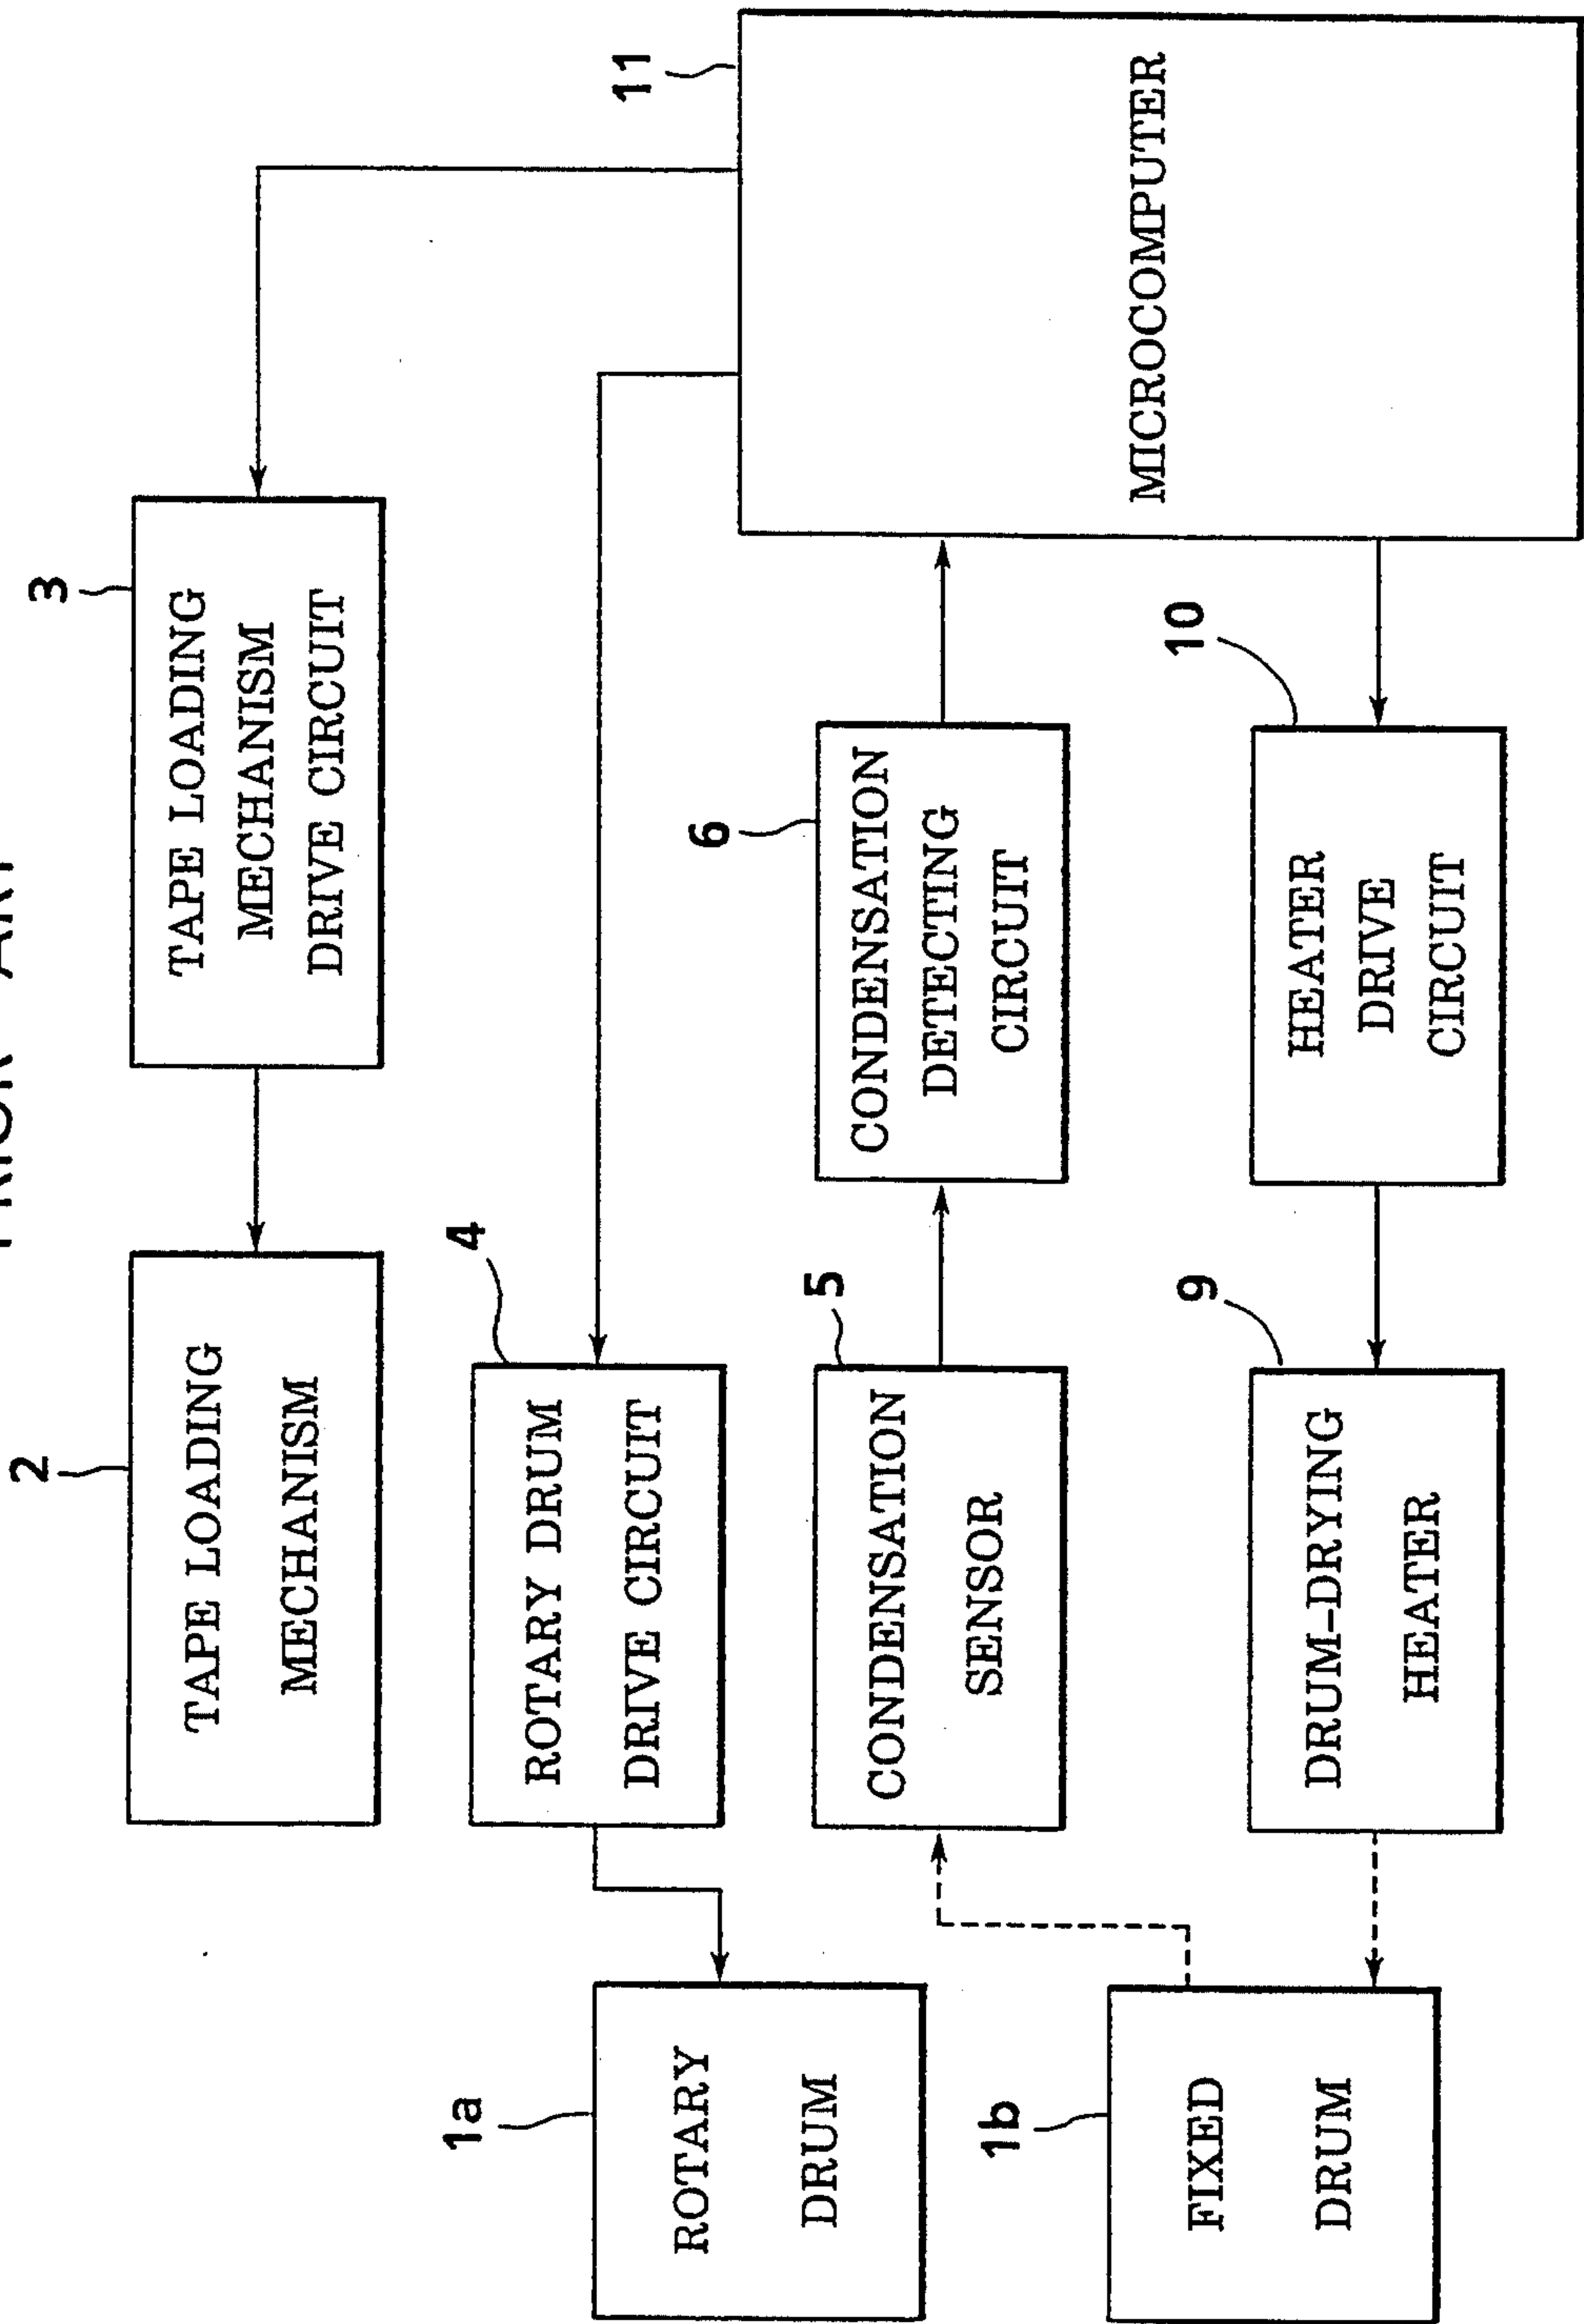 PRIOR ART
2
TAPE LOADING
MECHANISM
3
TAPE LOADING
MECHANISM
DRIVE CIRCUIT
1a
ROTARY
DRUM
4
ROTARY DRUM
DRIVE CIRCUIT
11
MICROCOMPUTER
5
CONDENSATION
SENSOR
6
CONDENSATION
DETECTING
CIRCUIT
1b
FIXED
DRUM
9
DRUM-DRYING
HEATER
10
HEATER
DRIVE
CIRCUIT